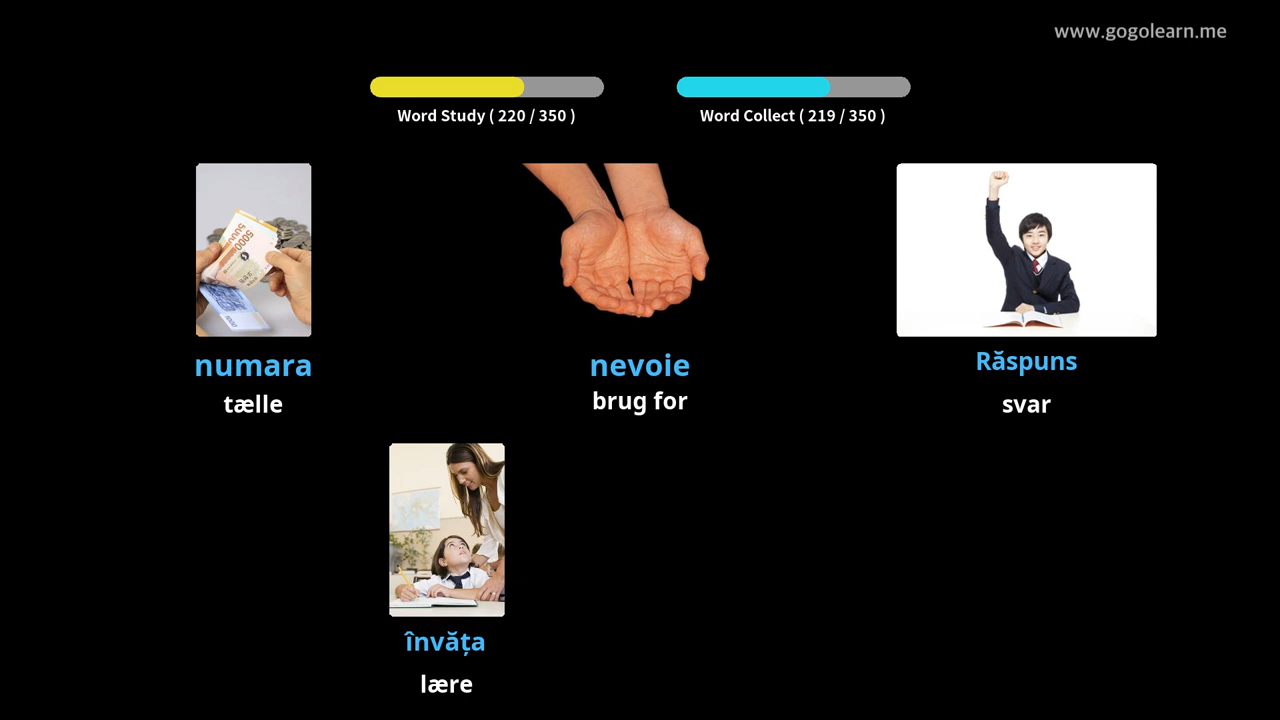 www.gogolearn.me
Word Study ( 220 / 350 )
Word Collect ( 219 / 350 )
numara
tælle
nevoie
brug for
Răspuns
svar
învăța
lære